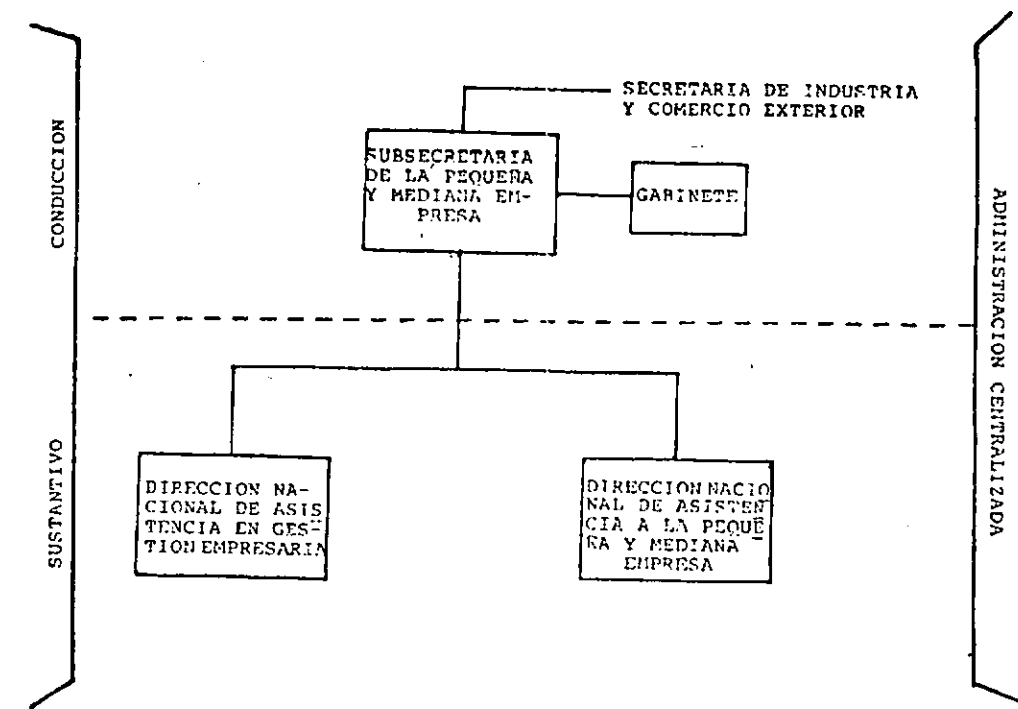 SECRETARIA DE INDUSTRIA
Y COMERCIO EXTERIOR
SUBSECRETARIA
DE LA PEQUEÑA
Y MEDIANA EM-
PRESA
GABINETE
CONDUCCION
ADMINISTRACION CENTRALIZADA
SUSTANTIVO
DIRECCION NA-
CIONAL DE ASIS
TENCIA EN GES-
TION EMPRESARIA
DIRECCION NACIO
NAL DE ASISTEN-
CIA A LA PEQUE
ÑA Y MEDIANA
EMPRESA